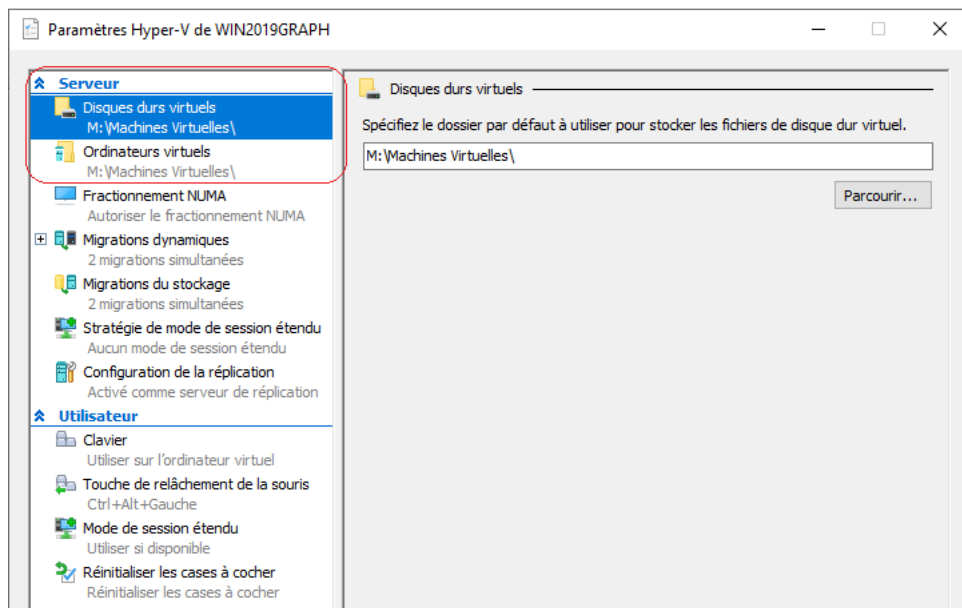 Paramètres Hyper-V de WIN2019GRAPH
Serveur
Disques durs virtuels
M:\Machines Virtuelles\
Ordinateurs virtuels
M:\Machines Virtuelles\
Fractionnement NUMA
Autoriser le fractionnement NUMA
Migrations dynamiques
2 migrations simultanées
Migrations du stockage
2 migrations simultanées
Stratégie de mode de session étendu
Aucun mode de session étendu
Configuration de la réplication
Activé comme serveur de réplication
Utilisateur
Clavier
Utiliser sur l'ordinateur virtuel
Touche de relâchement de la souris
Ctrl+Alt+Gauche
Mode de session étendu
Utiliser si disponible
Réinitialiser les cases à cocher
Réinitialiser les cases à cocher
Disques durs virtuels
Spécifiez le dossier par défaut à utiliser pour stocker les fichiers de disque dur virtuel.
M:\Machines Virtuelles\
Parcourir...